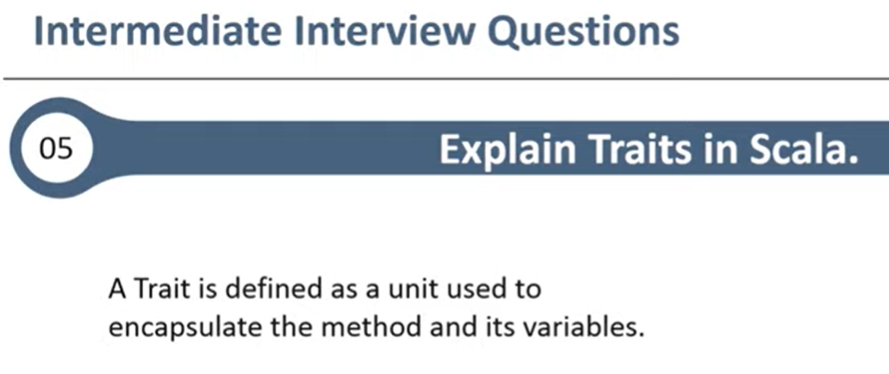 Intermediate Interview Questions
05
Explain Traits in Scala.
A Trait is defined as a unit used to
encapsulate the method and its variables.